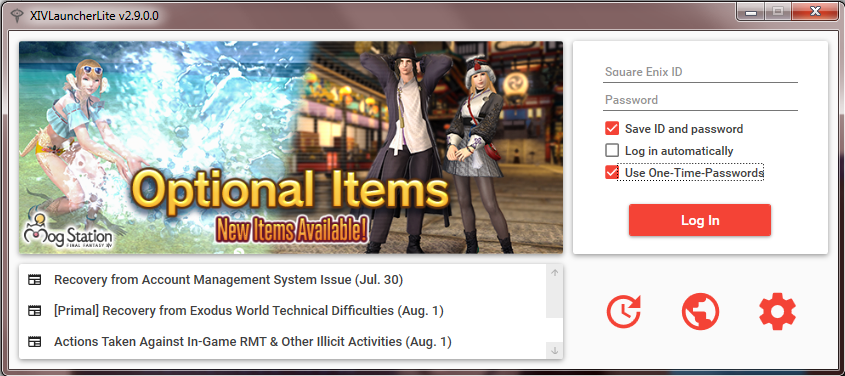 XIVLauncherLite v2.9.0.0
Optional Items
New Items Available!
Mog Station
FINAL FANTASY XIV
Square Enix ID
Password
Save ID and password
Log in automatically
Use One-Time-Passwords
Log In
Recovery from Account Management System Issue (Jul. 30)
[Primal] Recovery from Exodus World Technical Difficulties (Aug. 1)
Actions Taken Against In-Game RMT & Other Illicit Activities (Aug. 1)